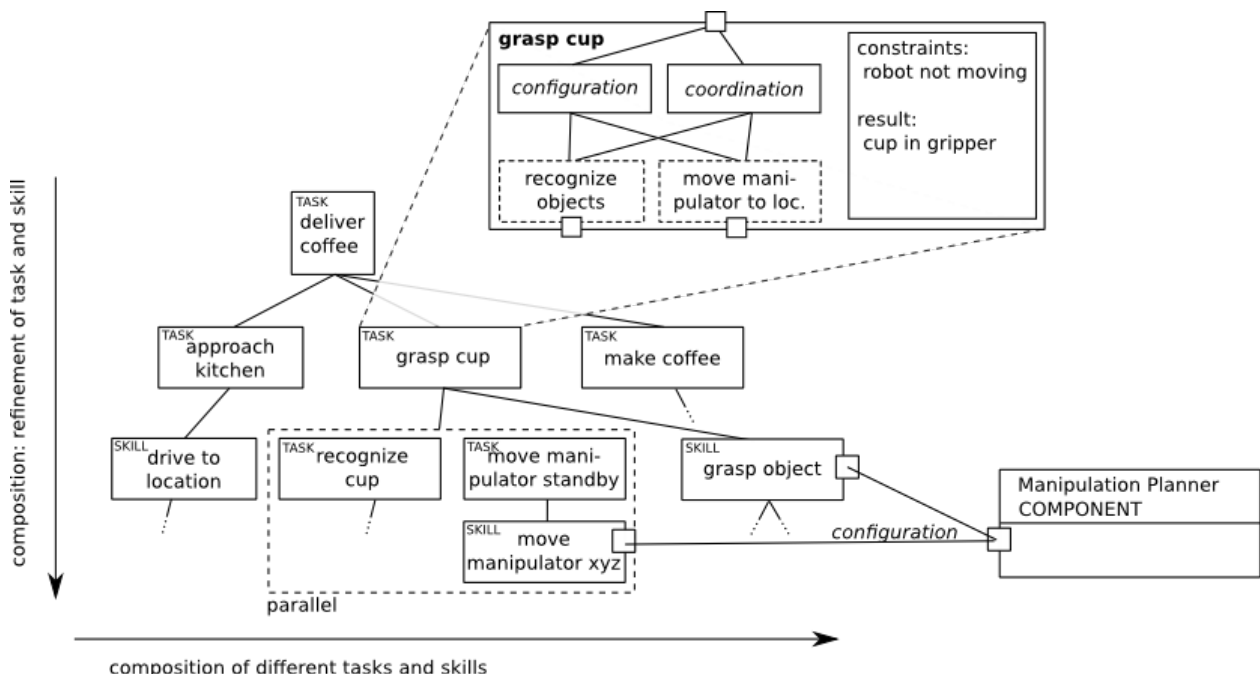 grasp cup
configuration
coordination
recognize
objects
move mani-
pulator to loc.
constraints:
robot not moving
result:
cup in gripper
composition: refinement of task and skill
TASK
deliver
coffee
TASK
approach
kitchen
TASK
grasp cup
TASK
make coffee
SKILL
drive to
location
TASK
recognize
cup
TASK
move mani-
pulator standby
SKILL
grasp object
SKILL
move
manipulator xyz
configuration
Manipulation Planner
COMPONENT
parallel
composition of different tasks and skills